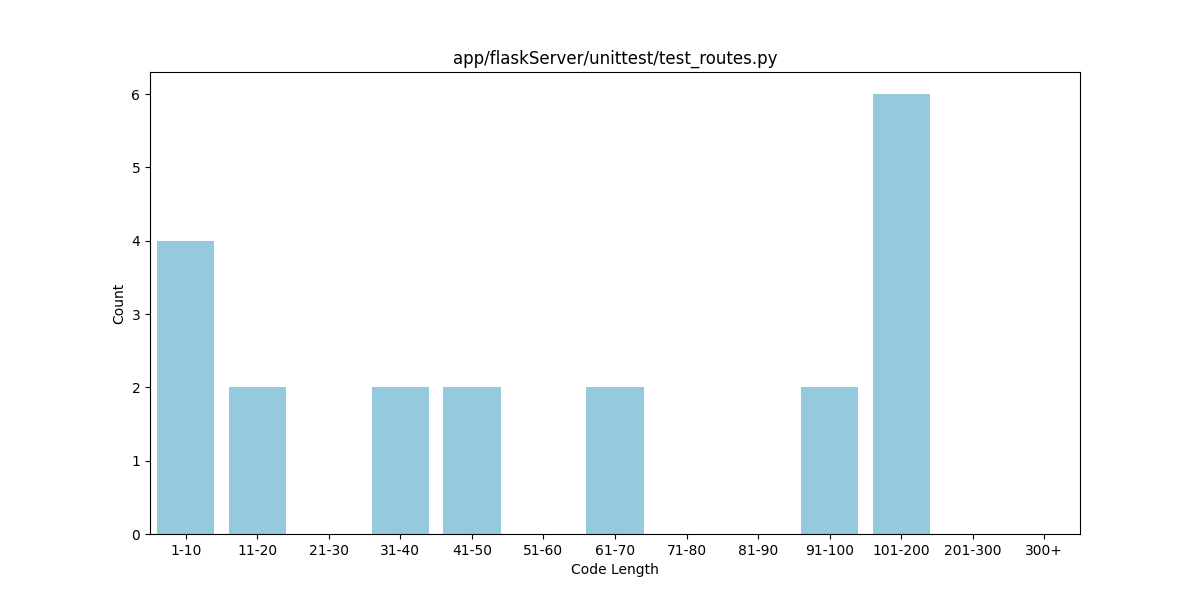 app/flaskServer/unittest/test_routes.py
Count
6
5
4
3
2
1
0
1-10 11-20 21-30 31-40 41-50 51-60 61-70 71-80 81-90 91-100 101-200 201-300 300+
Code Length